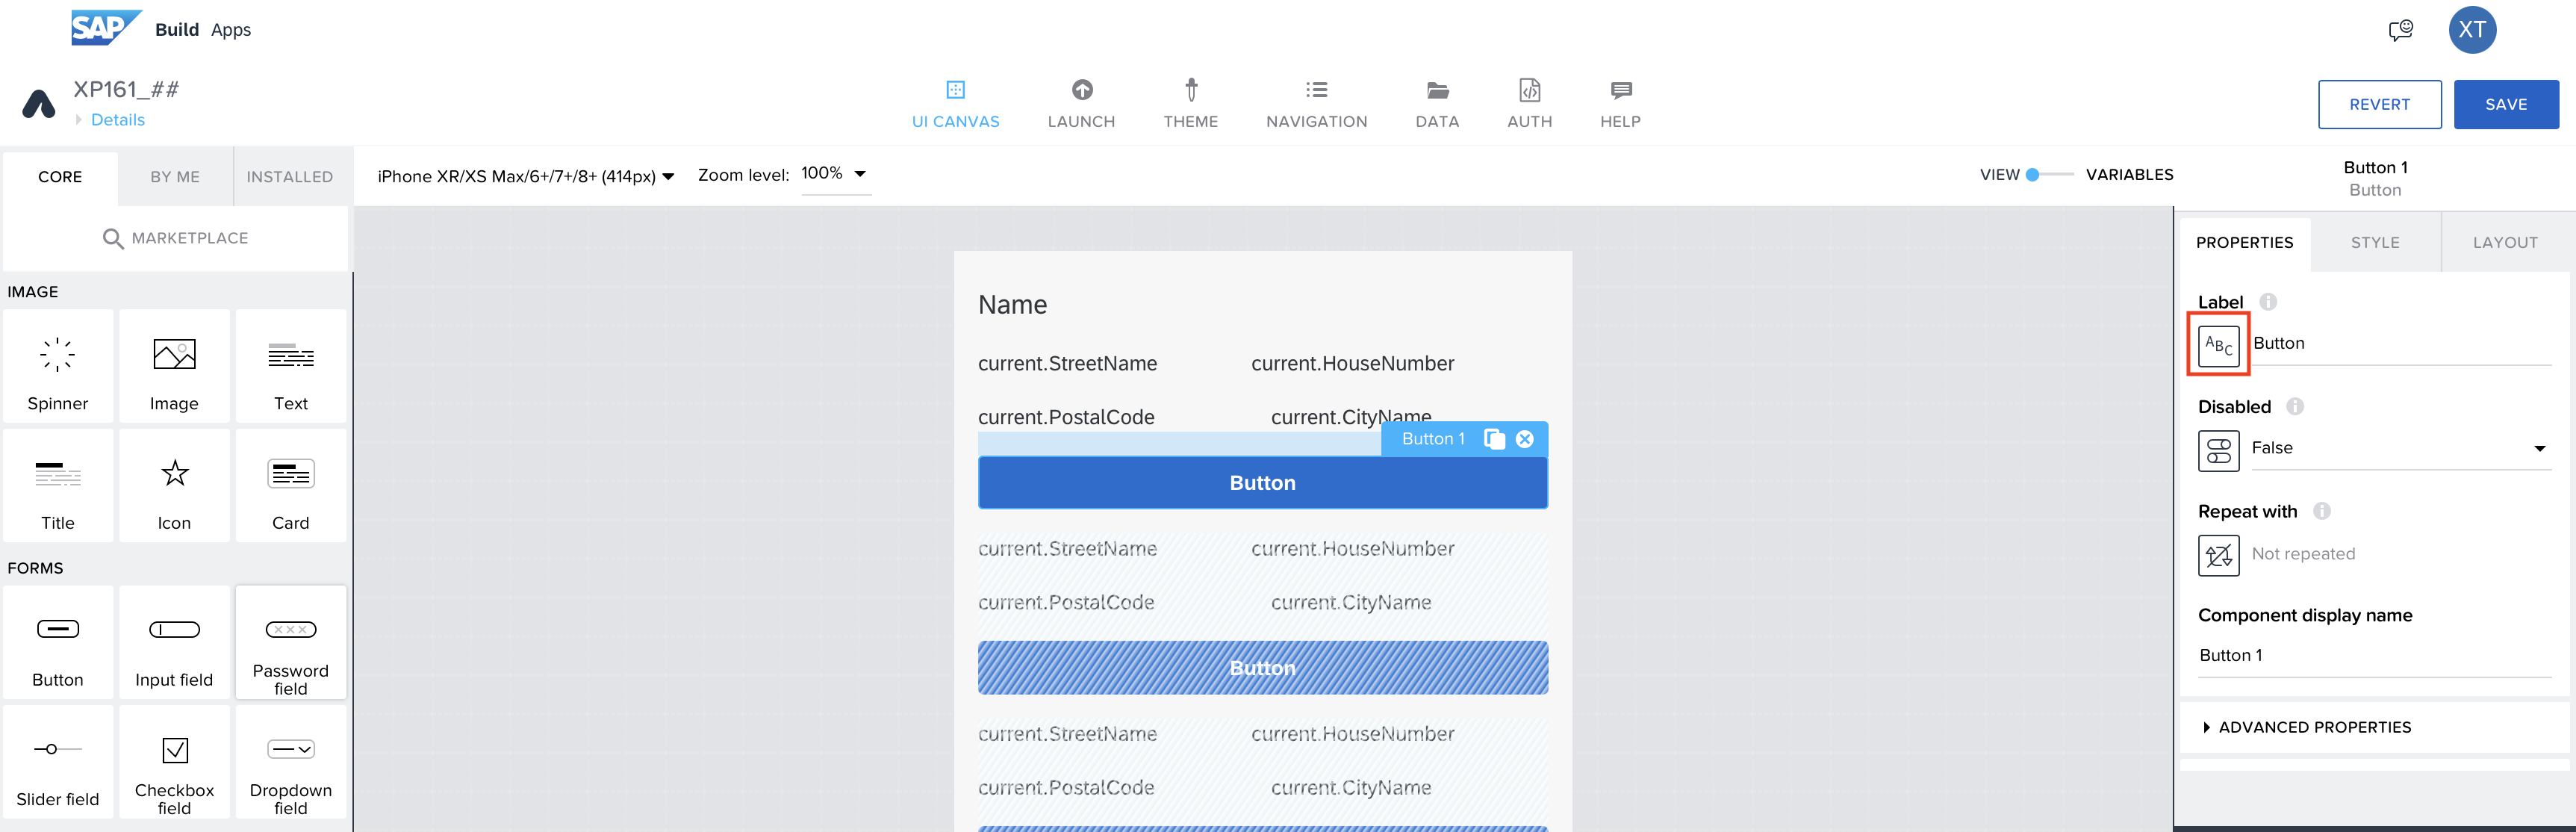 SAP Build Apps
XT
XP161_##
Details
UI CANVAS
LAUNCH
THEME
NAVIGATION
DATA
AUTH
HELP
REVERT
SAVE
CORE
BY ME
INSTALLED
MARKETPLACE
IMAGE
Spinner
Image
Text
Title
Icon
Card
FORMS
Button
Input field
Password
field
Slider field
Checkbox
field
Dropdown
field
iPhone XR/XS Max/6+/7+/8+ (414px)
Zoom level: 100%
VIEW
VARIABLES
Name
current.StreetName current.HouseNumber
current.PostalCode current.CityName
Button 1
Button
current.StreetName current.HouseNumber
current.PostalCode current.CityName
Button
current.StreetName current.HouseNumber
current.PostalCode current.CityName
Button 1
Button
PROPERTIES
STYLE
LAYOUT
Label
ABC Button
Disabled
False
Repeat with
Not repeated
Component display name
Button 1
ADVANCED PROPERTIES